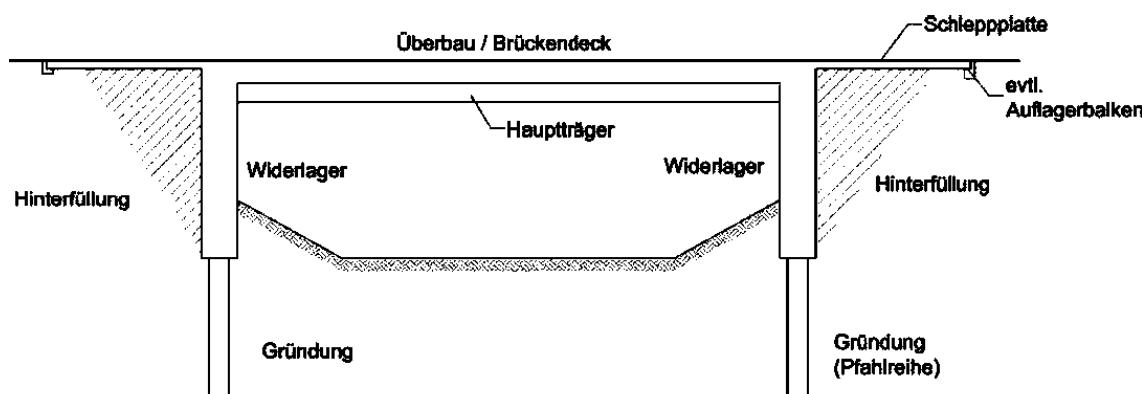 Schleppplatte
Überbau / Brückendeck
evtl.
Auflagerbalken
Hauptträger
Widerlager
Widerlager
Hinterfüllung
Hinterfüllung
Gründung
Gründung
(Pfahlreihe)